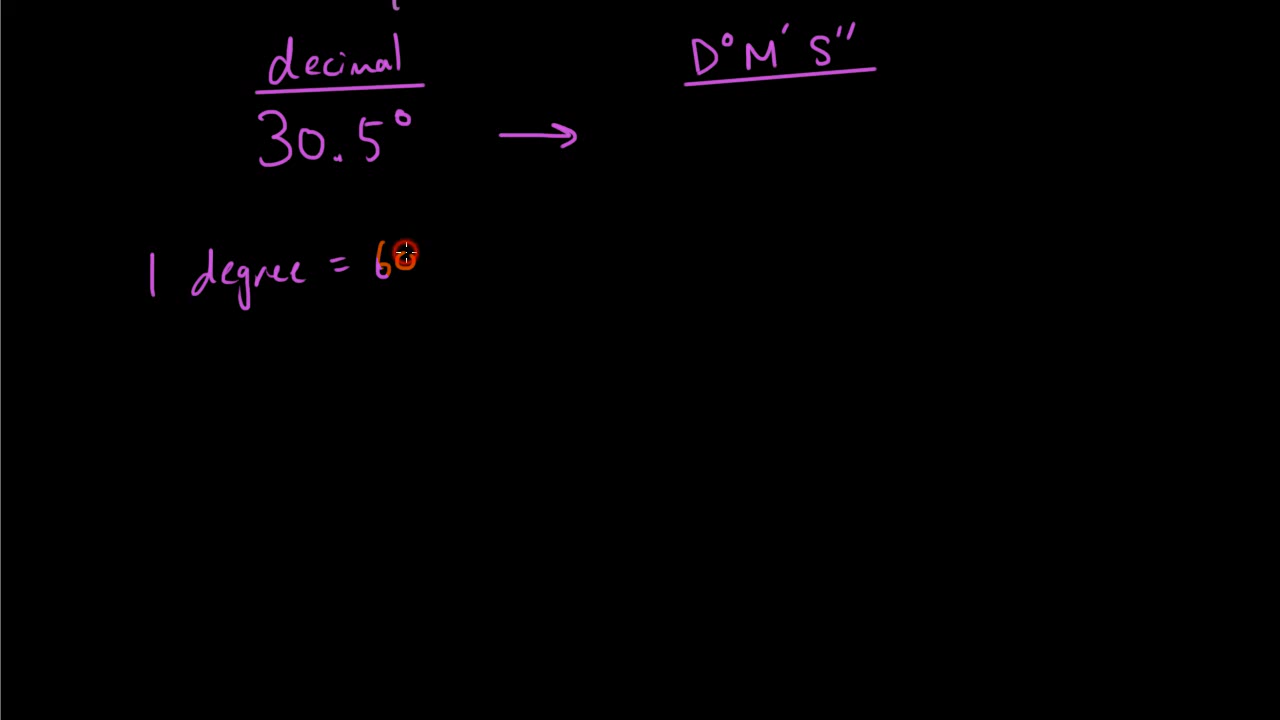 decimal D° M' S"
30.5° →
1 degree = 60